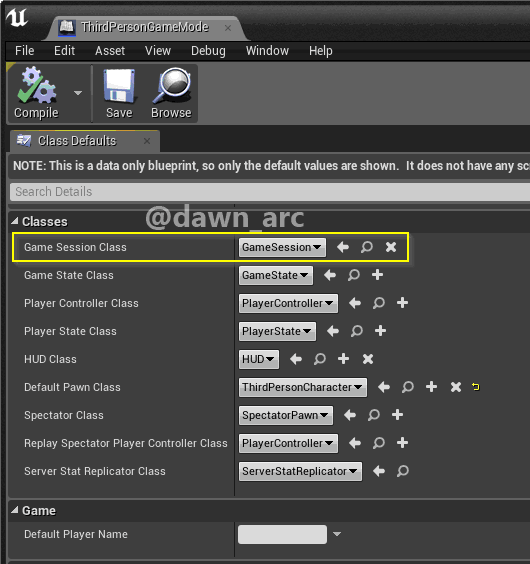 ThirdPersonGameMode
File Edit Asset View Debug Window Help
Compile Save Browse
Class Defaults
NOTE: This is a data only blueprint, so only the default values are shown. It does not have any sc
Search Details
@dawn_arc
Classes
Game Session Class GameSession
Game State Class GameState
Player Controller Class PlayerController
Player State Class PlayerState
HUD Class HUD
Default Pawn Class ThirdPersonCharacter
Spectator Class SpectatorPawn
Replay Spectator Player Controller Class PlayerController
Server Stat Replicator Class ServerStatReplicator
Game
Default Player Name